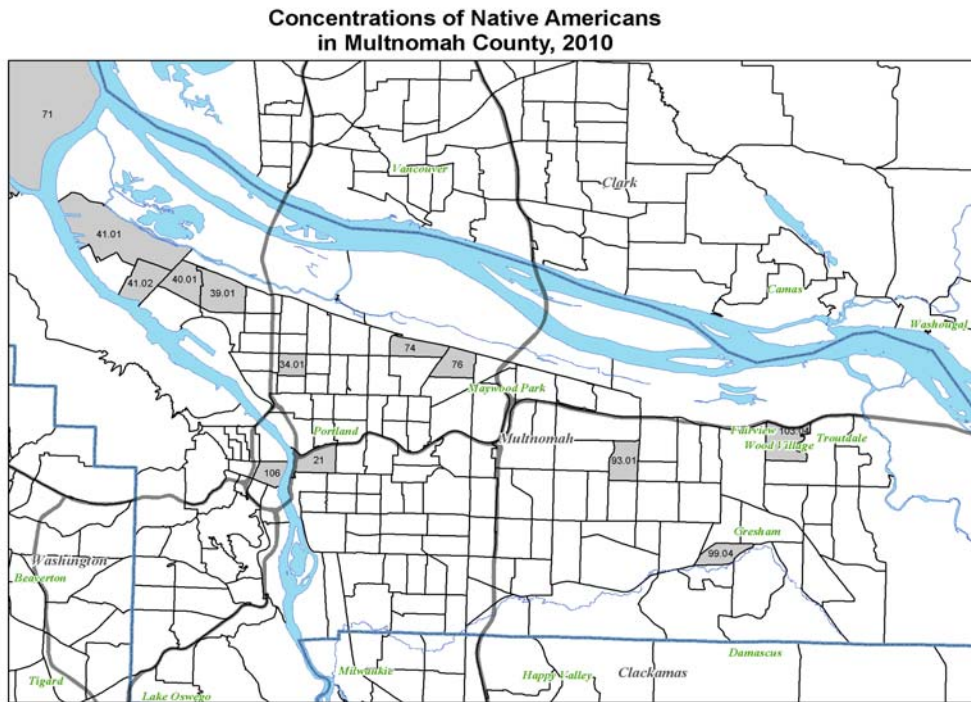 Concentrations of Native Americans
in Multnomah County, 2010
71
Vancouver
Clark
41.01
41.02
40.01
39.01
Camas
Washougal
34.01
74
76
Maywood Park
Portland
Multnomah
Fairview
Wood Village
Troutdale
106
21
93.01
Gresham
99.04
Washington
Beaverton
Milwaukie
Damascus
Tigard
Lake Oswego
Happy Valley
Clackamas